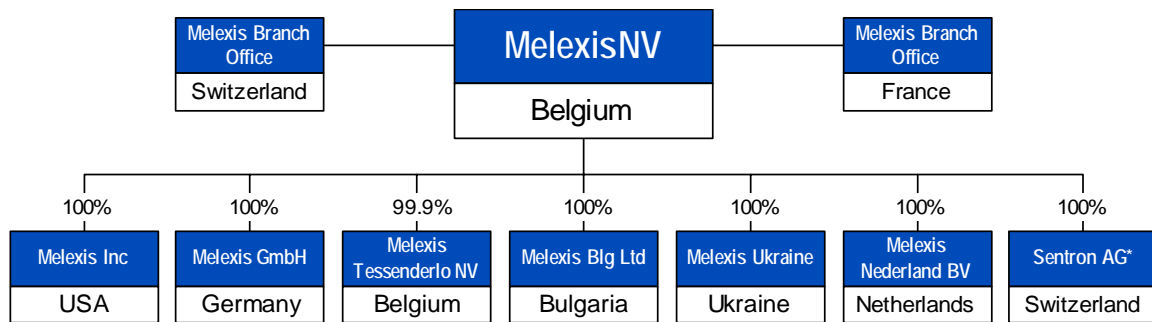 Melexis Branch
Office
Switzerland
MelexisNV
Belgium
Melexis Branch
Office
France
100%
100%
99.9%
100%
100%
100%
100%
Melexis Inc
USA
Melexis GmbH
Germany
Melexis
Tessenderlo NV
Belgium
Melexis Blg Ltd
Bulgaria
Melexis Ukraine
Ukraine
Melexis
Nederland BV
Netherlands
Sentron AG*
Switzerland